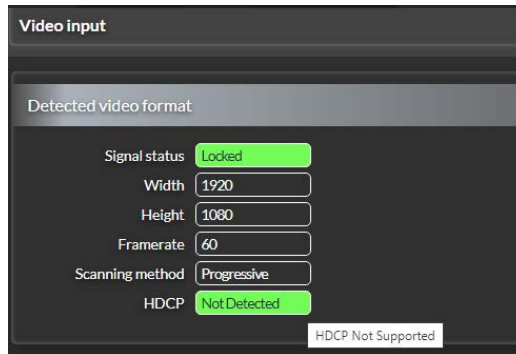 Video input
Detected video format
Signal status Locked
Width 1920
Height 1080
Framerate 60
Scanning method Progressive
HDCP Not Detected
HDCP Not Supported